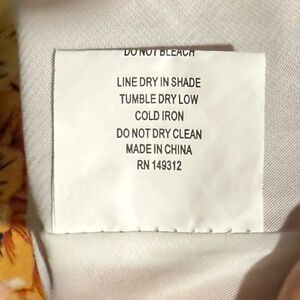 DO NOT BLEACH
LINE DRY IN SHADE
TUMBLE DRY LOW
COLD IRON
DO NOT DRY CLEAN
MADE IN CHINA
RN 149312